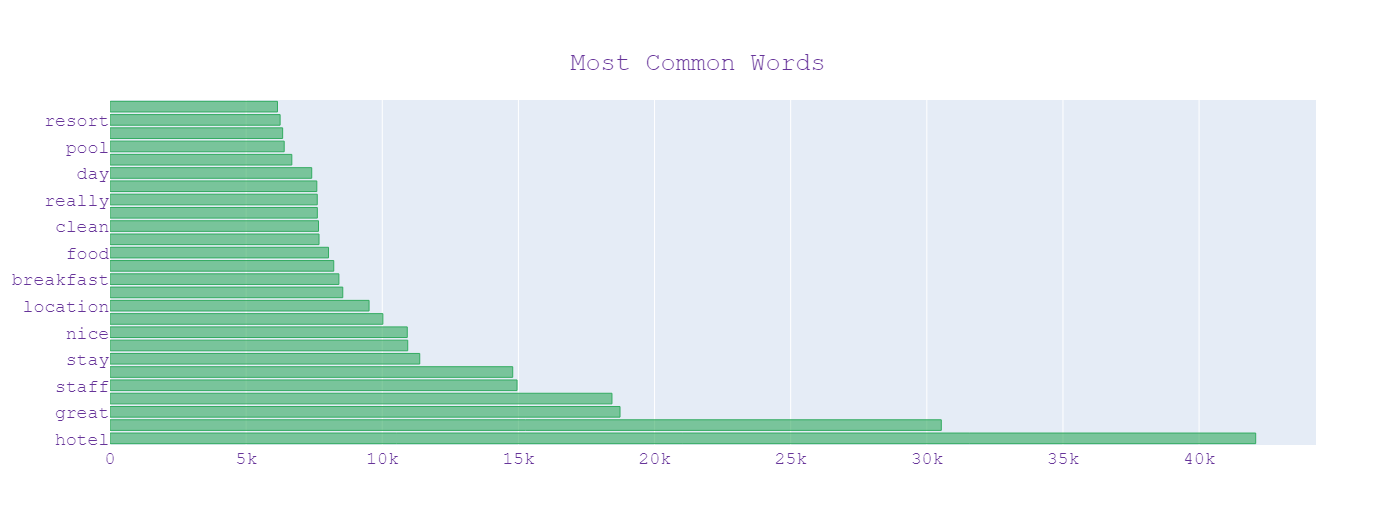 Most Common Words
resort
pool
day
really
clean
food
breakfast
location
nice
stay
staff
great
hotel
0 5k 10k 15k 20k 25k 30k 35k 40k